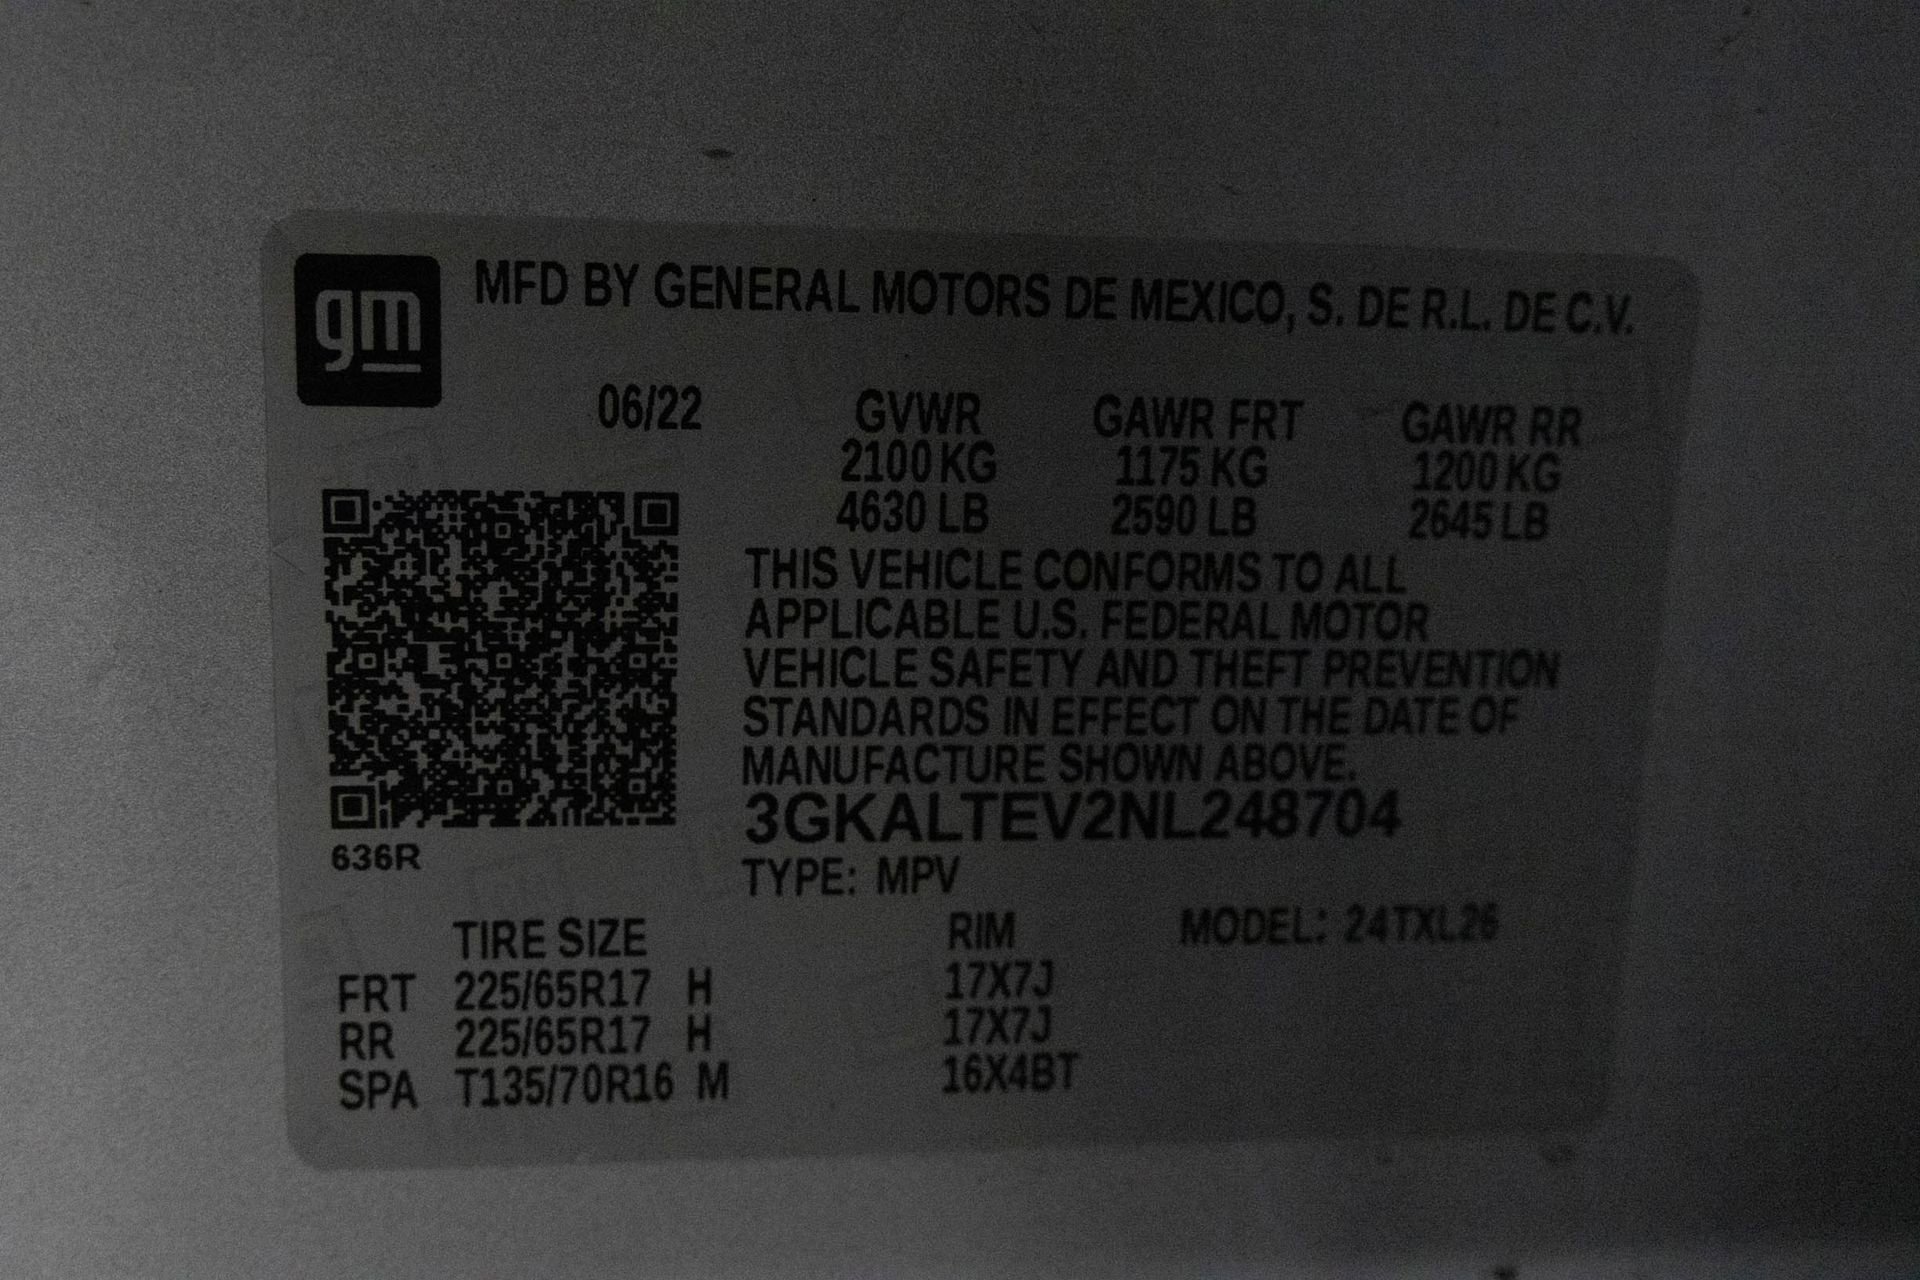 gm
MFD BY GENERAL MOTORS DE MEXICO, S. DE R.L. DE C.V.
06/22 GVWR GAWR FRT GAWR RR
2100 KG 1175 KG 1200 KG
4630 LB 2590 LB 2645 LB
THIS VEHICLE CONFORMS TO ALL
APPLICABLE U.S. FEDERAL MOTOR
VEHICLE SAFETY AND THEFT PREVENTION
STANDARDS IN EFFECT ON THE DATE OF
MANUFACTURE SHOWN ABOVE.
3GKALTEV2NL248704
636R
TYPE: MPV
TIRE SIZE RIM MODEL: 24TXL26
FRT 225/65R17 H 17X7J
RR 225/65R17 H 17X7J
SPA T135/70R16 M 16X4BT